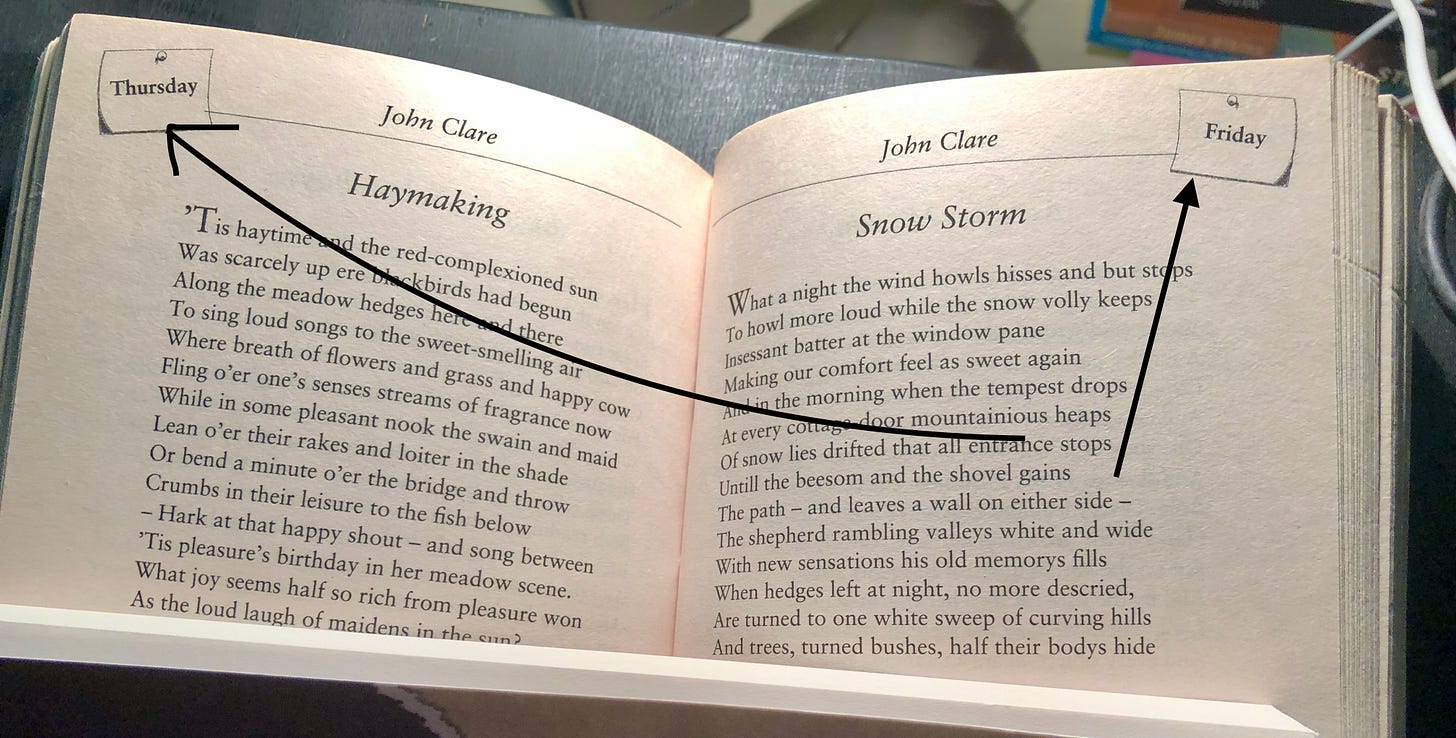 Thursday
John Clare
Haymaking
’Tis haytime and the red-complexioned sun
Was scarcely up ere blackbirds had begun
Along the meadow hedges here and there
To sing loud songs to the sweet-smelling air
Where breath of flowers and grass and happy cow
Fling o’er one’s senses streams of fragrance now
While in some pleasant nook the swain and maid
Lean o’er their rakes and loiter in the shade
Or bend a minute o’er the bridge and throw
Crumbs in their leisure to the fish below
– Hark at that happy shout – and song between
’Tis pleasure’s birthday in her meadow scene.
What joy seems half so rich from pleasure won
As the loud laugh of maidens in the sun?
Friday
John Clare
Snow Storm
What a night the wind howls hisses and but stops
To howl more loud while the snow volly keeps
Insessant batter at the window pane
Making our comfort feel as sweet again
And in the morning when the tempest drops
At every cottage door mountainious heaps
Of snow lies drifted that all entrance stops
Untill the beesom and the shovel gains
The path – and leaves a wall on either side –
The shepherd rambling valleys white and wide
With new sensations his old memorys fills
When hedges left at night, no more descried,
Are turned to one white sweep of curving hills
And trees, turned bushes, half their bodys hide